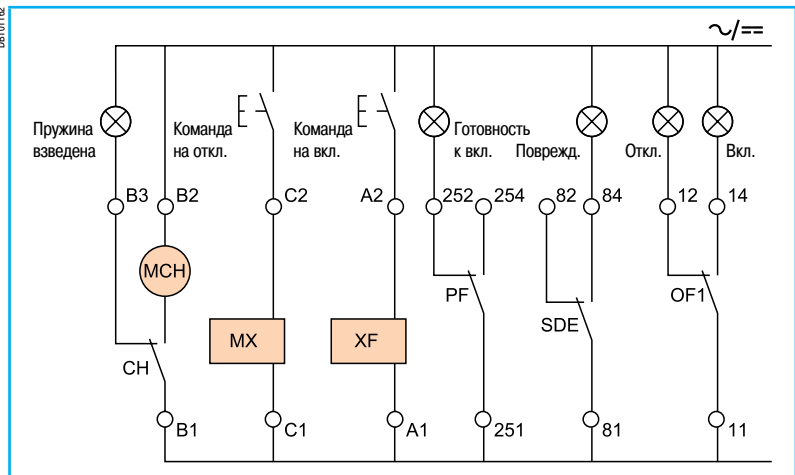 DB101162
Пружина
взведена
Команда
на откл.
Команда
на вкл.
Готовность
к вкл.
Поврежд.
Откл.
Вкл.
B3
B2
C2
A2
252
254
82
84
12
14
MCH
PF
OF1
SDE
MX
XF
CH
B1
C1
A1
251
81
11